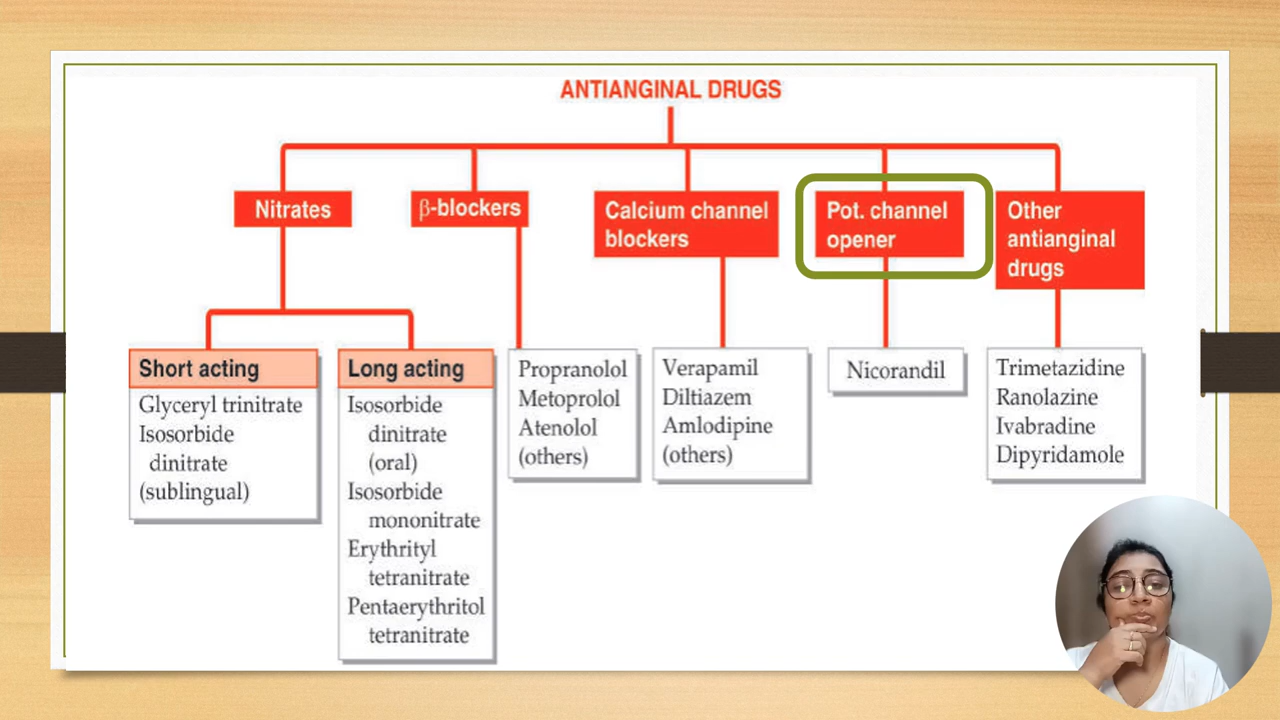 ANTIANGINAL DRUGS
Nitrates
β-blockers
Calcium channel
blockers
Pot. channel
opener
Other
antianginal
drugs
Short acting
Glyceryl trinitrate
Isosorbide
dinitrate
(sublingual)
Long acting
Isosorbide
dinitrate
(oral)
Isosorbide
mononitrate
Erythrityl
tetranitrate
Pentaerythritol
tetranitrate
Propranolol
Metoprolol
Atenolol
(others)
Verapamil
Diltiazem
Amlodipine
(others)
Nicorandil
Trimetazidine
Ranolazine
Ivabradine
Dipyridamole